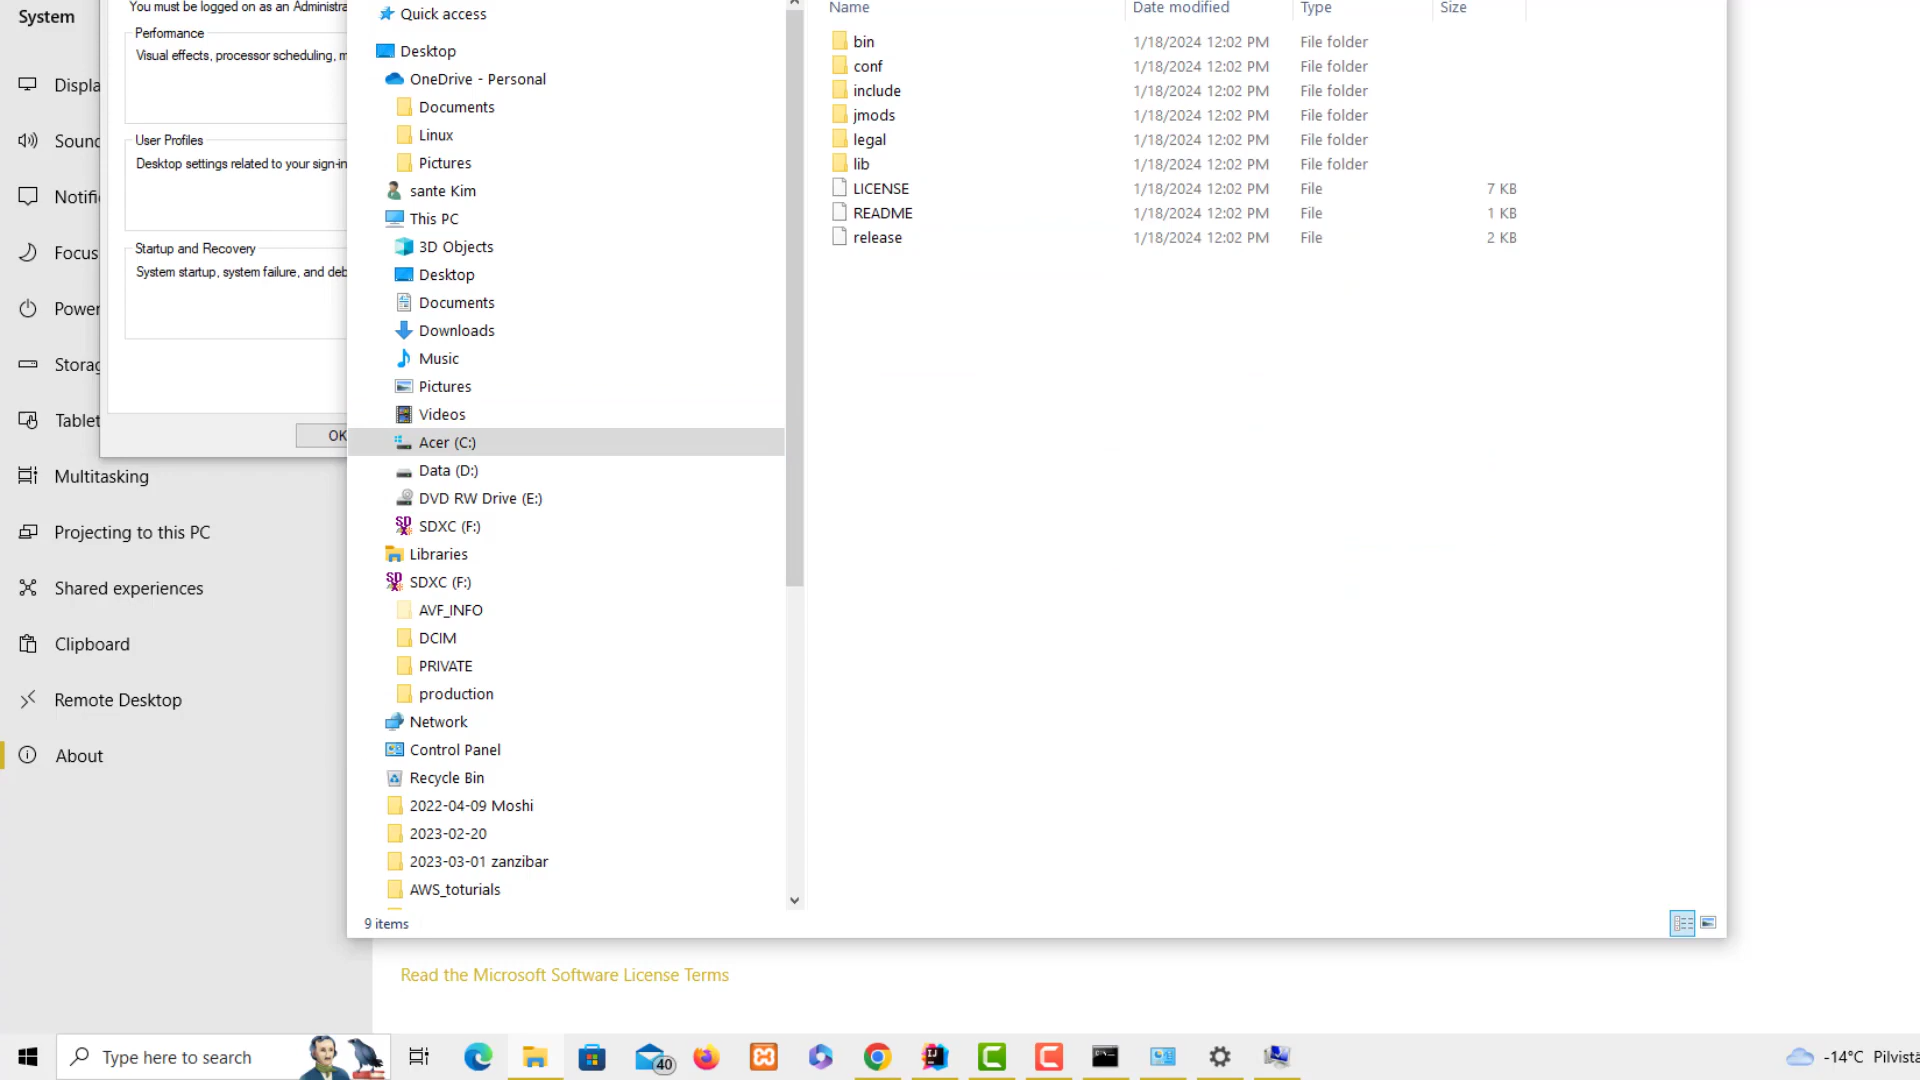 System
Display
Sound
Notifi
Focus
Power
Storag
Tablet
Multitasking
Projecting to this PC
Shared experiences
Clipboard
Remote Desktop
About
You must be logged on as an Administra
Performance
Visual effects, processor scheduling, m
User Profiles
Desktop settings related to your sign-in
Startup and Recovery
System startup, system failure, and deb
OK
Quick access
Desktop
OneDrive - Personal
Documents
Linux
Pictures
sante Kim
This PC
3D Objects
Desktop
Documents
Downloads
Music
Pictures
Videos
Acer (C:)
Data (D:)
DVD RW Drive (E:)
SDXC (F:)
Libraries
SDXC (F:)
AVF_INFO
DCIM
PRIVATE
production
Network
Control Panel
Recycle Bin
2022-04-09 Moshi
2023-02-20
2023-03-01 zanzibar
AWS_toturials
9 items
Name Date modified Type Size
bin 1/18/2024 12:02 PM File folder
conf 1/18/2024 12:02 PM File folder
include 1/18/2024 12:02 PM File folder
jmods 1/18/2024 12:02 PM File folder
legal 1/18/2024 12:02 PM File folder
lib 1/18/2024 12:02 PM File folder
LICENSE 1/18/2024 12:02 PM File 7 KB
README 1/18/2024 12:02 PM File 1 KB
release 1/18/2024 12:02 PM File 2 KB
Read the Microsoft Software License Terms
Type here to search
40
-14°C Pilvistä